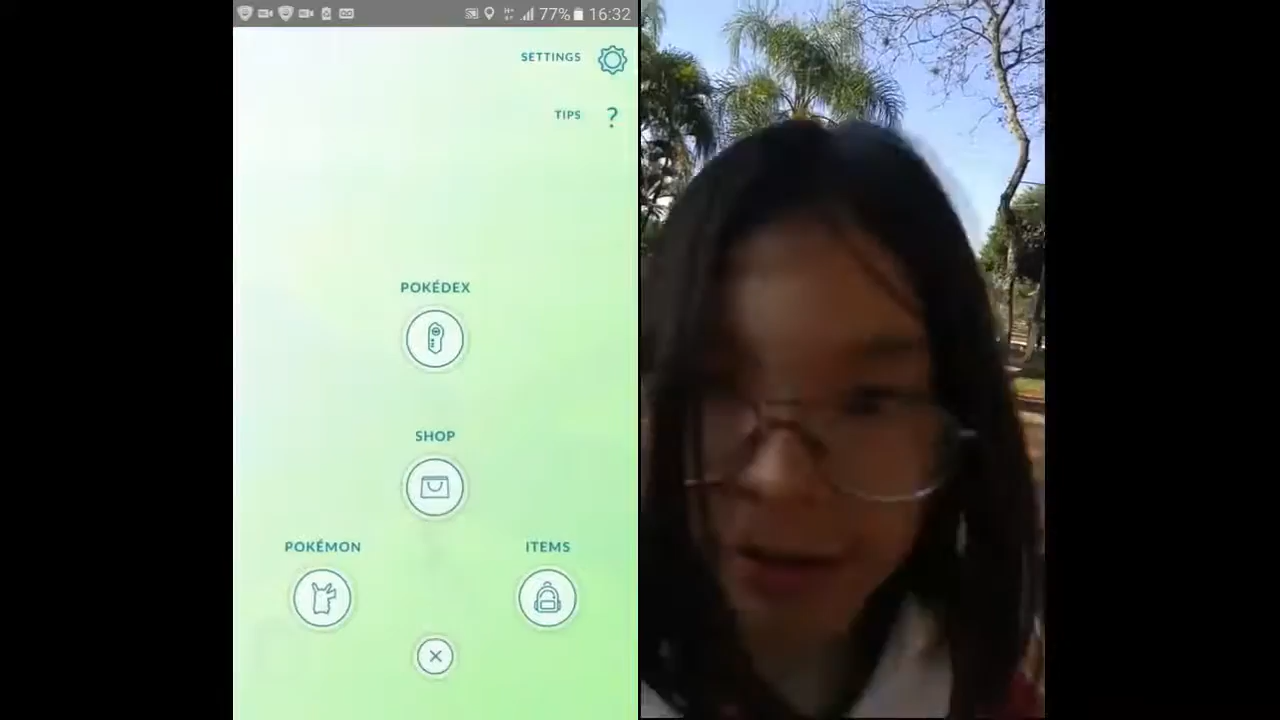 77% 16:32
SETTINGS
TIPS ?
POKÉDEX
SHOP
POKÉMON ITEMS